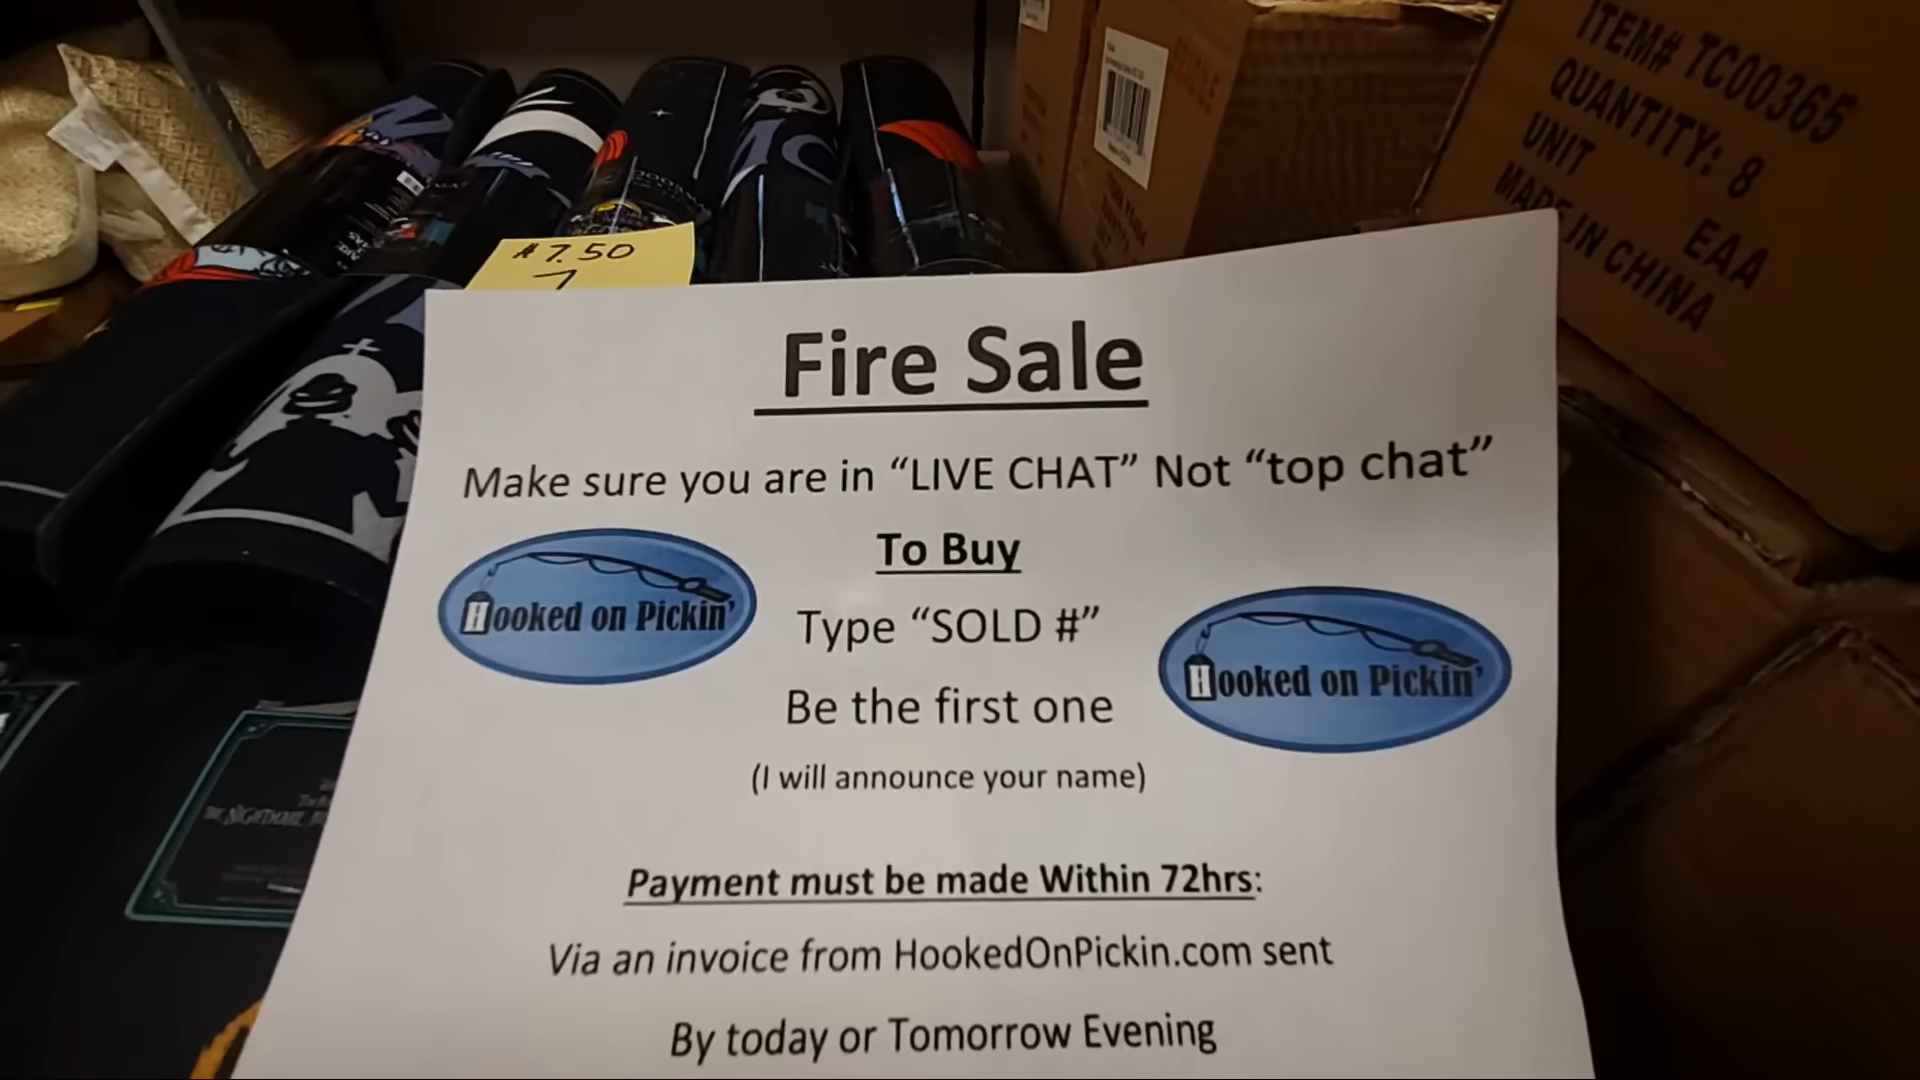 ITEM# TC00365
QUANTITY: 8
UNIT EAA
MADE IN CHINA
$7.50
7
Fire Sale
Make sure you are in “LIVE CHAT” Not “top chat”
To Buy
Hooked on Pickin'
Type “SOLD #”
Hooked on Pickin'
Be the first one
(I will announce your name)
Payment must be made Within 72hrs:
Via an invoice from HookedOnPickin.com sent
By today or Tomorrow Evening
THE NIGHTMARE